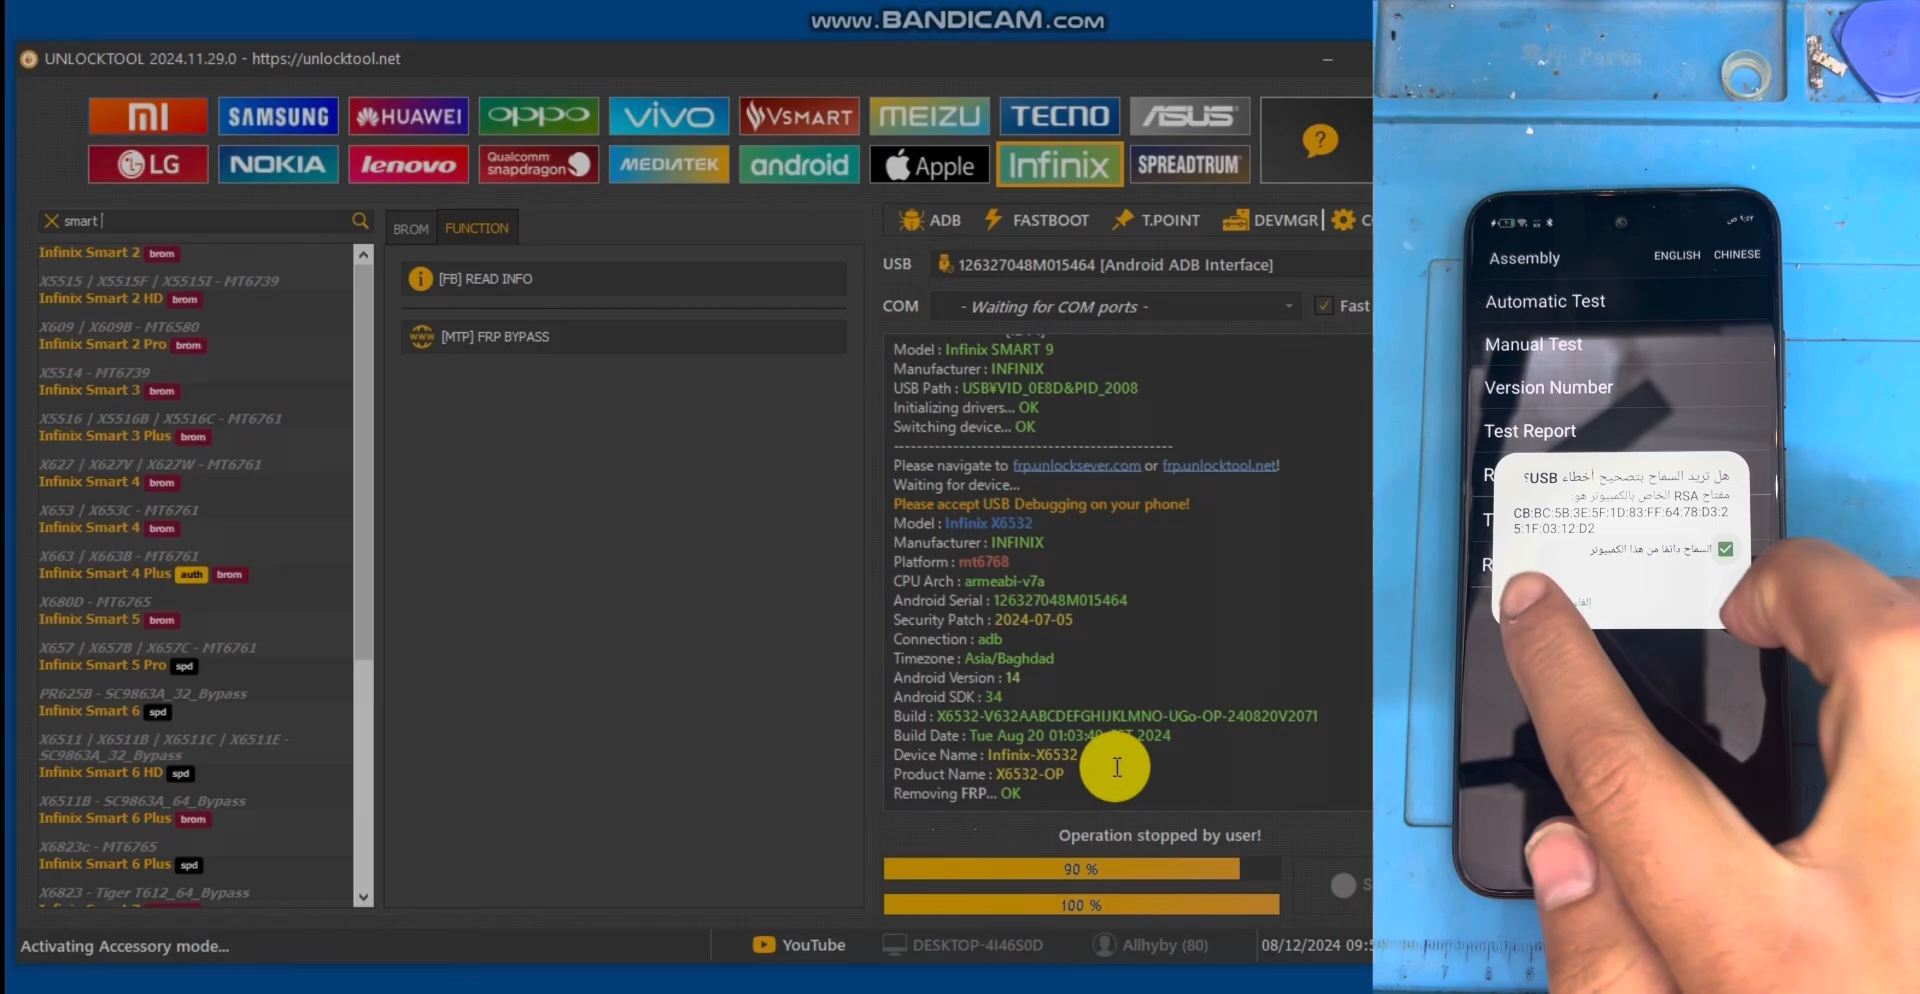 www.BANDICAM.com
UNLOCKTOOL 2024.11.29.0 - https://unlocktool.net
MI
SAMSUNG
HUAWEI
oppo
vivo
VSMART
MEIZU
TECNO
ASUS
?
LG
NOKIA
lenovo
Qualcomm snapdragon
MEDIATEK
android
Apple
Infinix
SPREADTRUM
smart
BROM
FUNCTION
Infinix Smart 2 brom
X5515 | X5515F | X5515I - MT6739
Infinix Smart 2 HD brom
X609 | X609B - MT6580
Infinix Smart 2 Pro brom
X5514 - MT6739
Infinix Smart 3 brom
X5516 | X5516B | X5516C - MT6761
Infinix Smart 3 Plus brom
X627 | X627V | X627W - MT6761
Infinix Smart 4 brom
X653 | X653C - MT6761
Infinix Smart 4 brom
X663 | X663B - MT6761
Infinix Smart 4 Plus auth brom
X680D - MT6765
Infinix Smart 5 brom
X657 | X657B | X657C - MT6761
Infinix Smart 5 Pro spd
PR625B - SC9863A_32_Bypass
Infinix Smart 6 spd
X6511 | X6511B | X6511C | X6511E -
SC9863A_32_Bypass
Infinix Smart 6 HD spd
X6511B - SC9863A_64_Bypass
Infinix Smart 6 Plus brom
X6823c - MT6765
Infinix Smart 6 Plus spd
X6823 - Tiger T612_64_Bypass
[FB] READ INFO
[MTP] FRP BYPASS
ADB
FASTBOOT
T.POINT
DEVMGR
USB 126327048M015464 [Android ADB Interface]
COM - Waiting for COM ports - Fast
Model : Infinix SMART 9
Manufacturer : INFINIX
USB Path : USB¥VID_0E8D&PID_2008
Initializing drivers... OK
Switching device... OK
Please navigate to frp.unlocksever.com or frp.unlocktool.net!
Waiting for device...
Please accept USB Debugging on your phone!
Model : Infinix X6532
Manufacturer : INFINIX
Platform : mt6768
CPU Arch : armeabi-v7a
Android Serial : 126327048M015464
Security Patch : 2024-07-05
Connection : adb
Timezone : Asia/Baghdad
Android Version : 14
Android SDK : 34
Build : X6532-V632AABCDEFGHIJKLMNO-UGo-OP-240820V2071
Build Date : Tue Aug 20 01:03:40 CST 2024
Device Name : Infinix-X6532
Product Name : X6532-OP
Removing FRP... OK
Operation stopped by user!
90 %
100 %
Activating Accessory mode...
YouTube
DESKTOP-4I46S0D
Allhyby (80)
08/12/2024 09:5
٩:٥٢ ص
Assembly
ENGLISH
CHINESE
Automatic Test
Manual Test
Version Number
Test Report
هل تريد السماح بتصحيح أخطاء USB؟
مفتاح RSA الخاص بالكمبيوتر هو:
CB:BC:5B:3E:5F:1D:83:FF:64:78:D3:2
5:1F:03:12:D2
السماح دائمًا من هذا الكمبيوتر